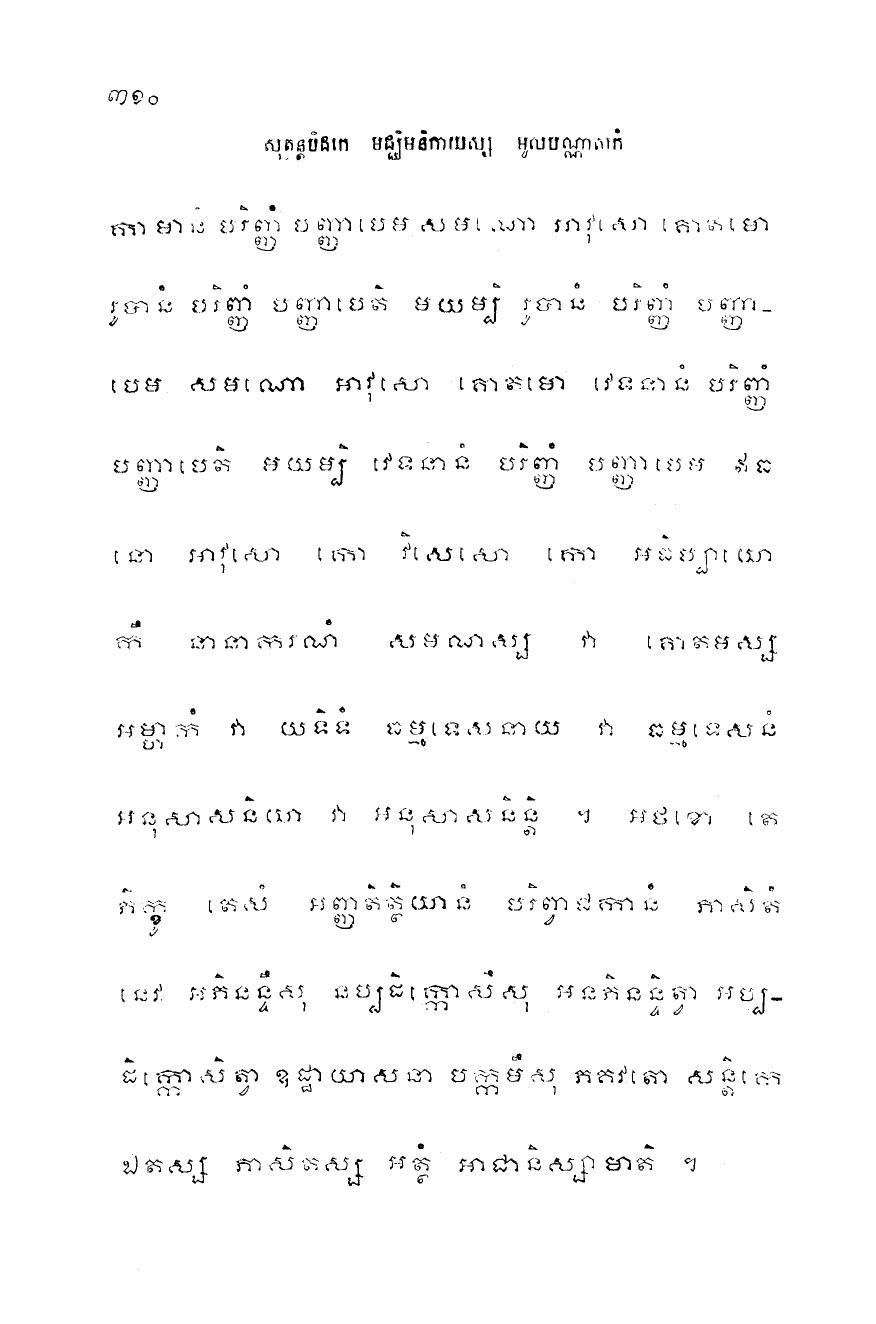 ៣១០
សុត្តន្តបិដកេ មជ្ឈិមនិកាយស្ស មូលបណ្ណាសកំ
កាមានំ បរិញ្ញំ បញ្ញាបេម សមណោ អាវុសោ គោតមោ
រូបានំ បរិញ្ញំ បញ្ញាបេតិ មយម្បិ រូបានំ បរិញ្ញំ បញ្ញា-
បេម សមណោ អាវុសោ គោតមោ វេទនានំ បរិញ្ញំ
បញ្ញាបេតិ មយម្បិ វេទនានំ បរិញ្ញំ បញ្ញាបេម ឥធ
នោ អាវុសោ កោ វិសេសោ កោ អធិប្បាយោ
កឹ នានាករណំ សមណស្ស វា គោតមស្ស
អម្ហាកំ វា យទិទំ ធម្មទេសនាយ វា ធម្មទេសនំ
អនុសាសនិយា វា អនុសាសនិន្តិ ។ អថខោ តេ
ភិក្ខូ តេសំ អញ្ញតិត្ថិយានំ បរិព្វាជកានំ ភាសិតំ
នេវ អភិនន្ទឹសុ នប្បដិក្កោសឹសុ អនភិនន្ទិត្វា អប្ប-
ដិក្កោសិត្វា ឧដ្ឋាយាសនា បក្កមឹសុ ភគវតោ សន្តិកេ
ឯតស្ស ភាសិតស្ស អត្ថំ អាជានិស្សាមាតិ ។